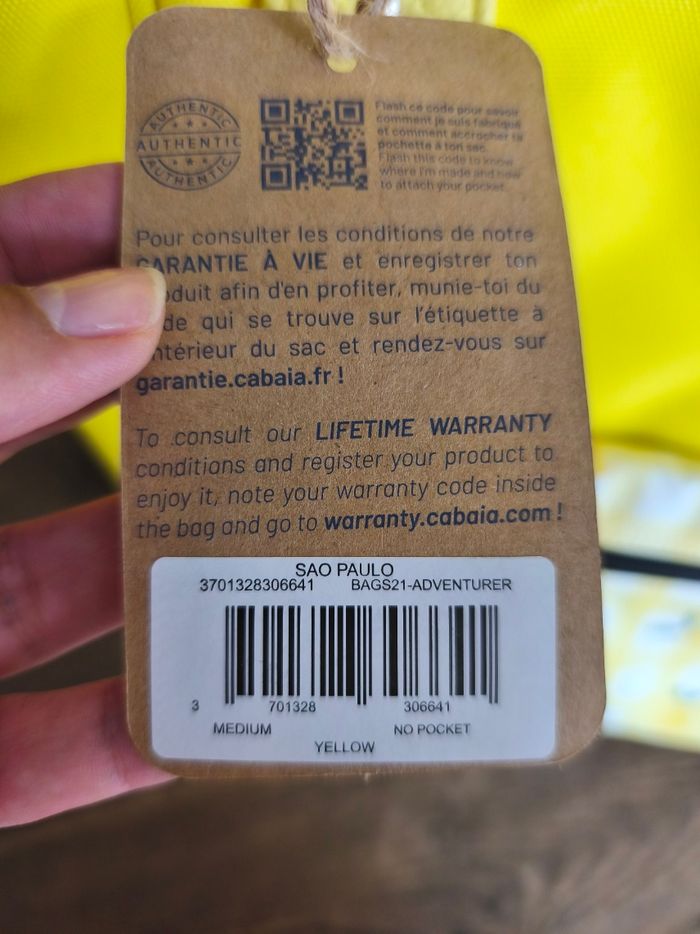 AUTHENTIC
AUTHENTIC
AUTHENTIC
Flash ce code pour savoir
comment je suis fabriqué
et comment accrocher ta
pochette à ton sac.
Flash this code to know
where I'm made and how
to attach your pocket.
Pour consulter les conditions de notre
GARANTIE À VIE et enregistrer ton
oduit afin d'en profiter, munie-toi du
de qui se trouve sur l'étiquette à
ntérieur du sac et rendez-vous sur
garantie.cabaia.fr !
To consult our LIFETIME WARRANTY
conditions and register your product to
enjoy it, note your warranty code inside
the bag and go to warranty.cabaia.com !
SAO PAULO
3701328306641 BAGS21-ADVENTURER
3 701328 306641
MEDIUM NO POCKET
YELLOW